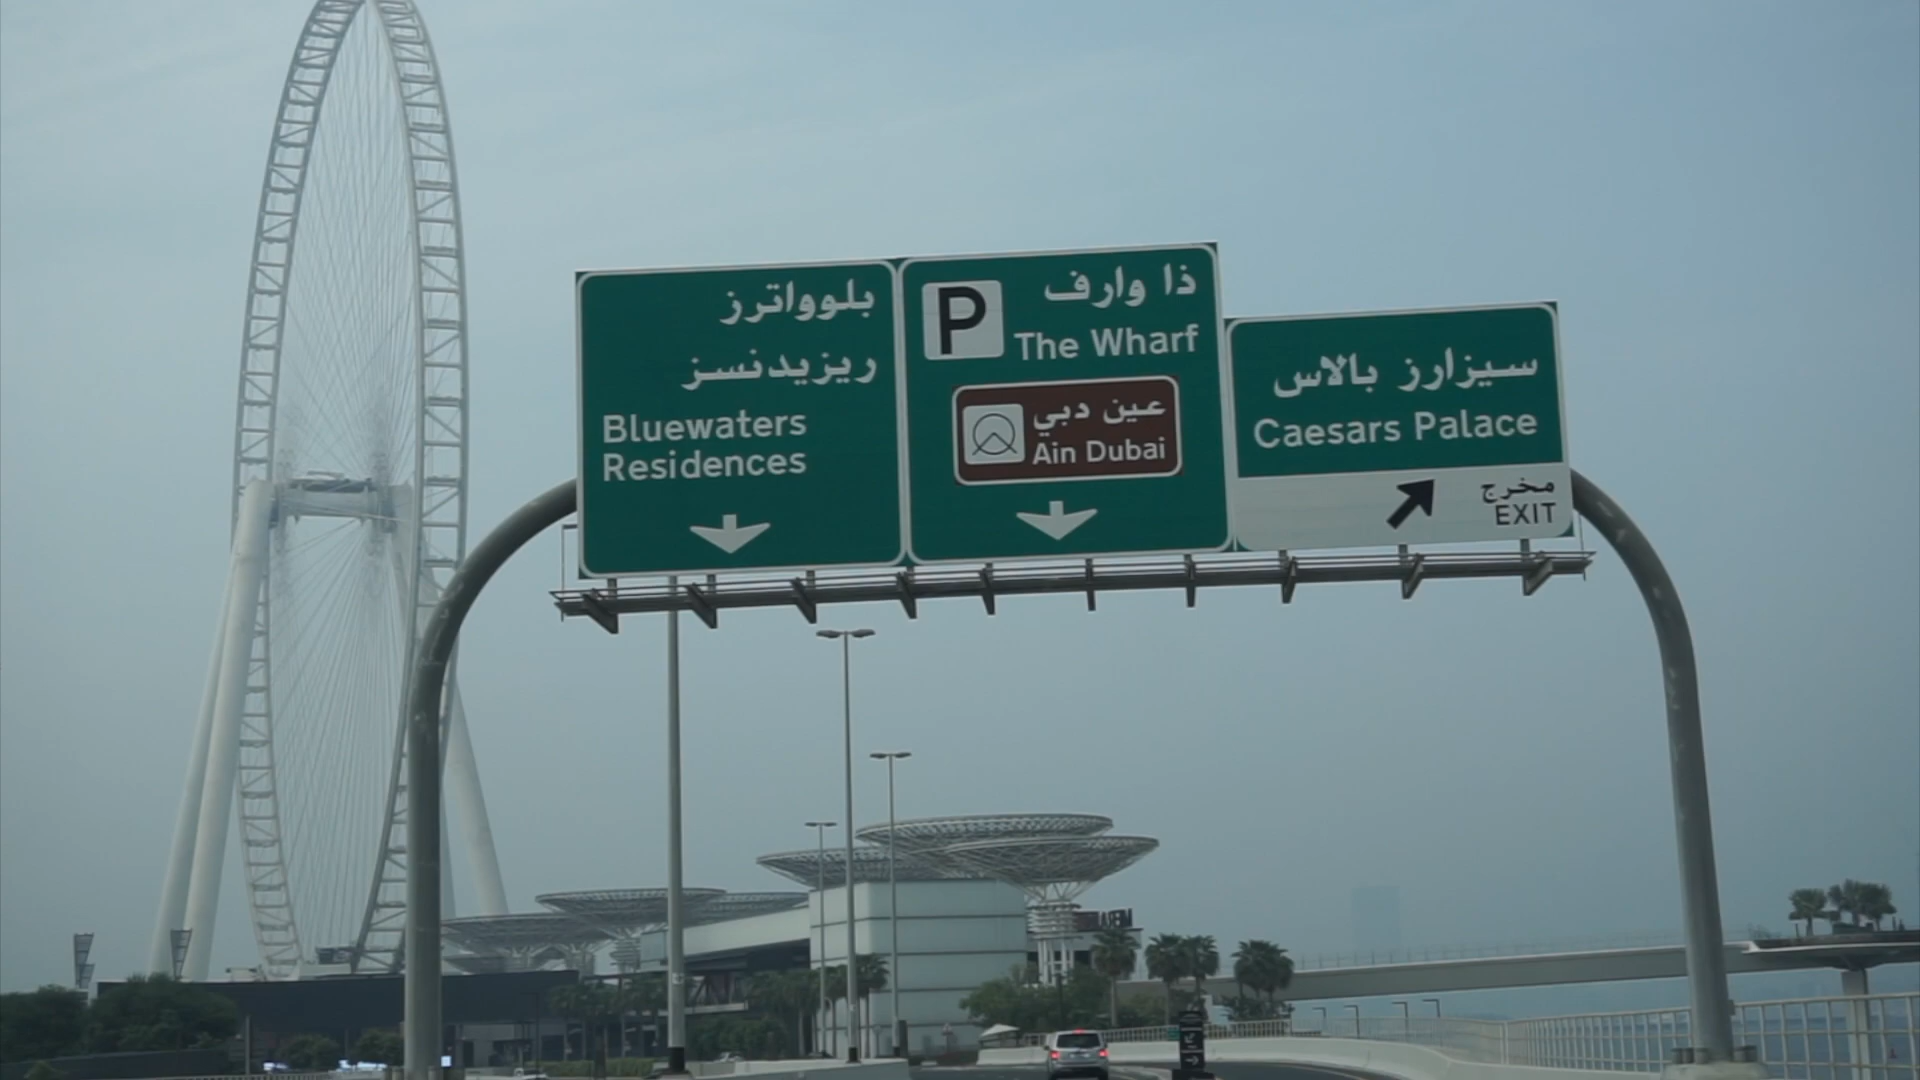 بلوواترز
ريزيدنسز
Bluewaters
Residences
P
ذا وارف
The Wharf
عين دبي
Ain Dubai
سيزارز بالاس
Caesars Palace
مخرج
EXIT